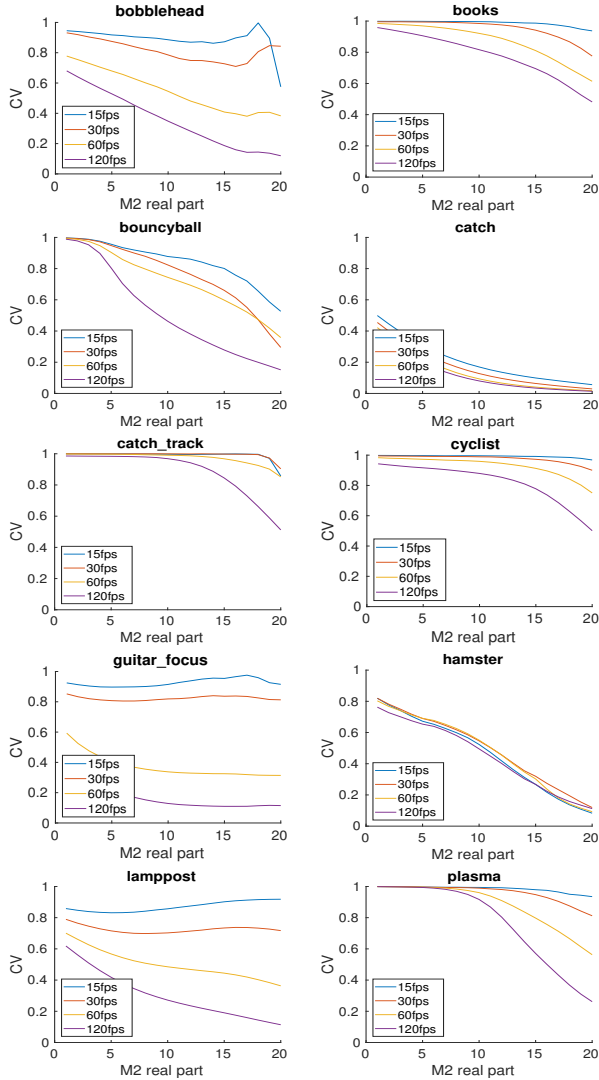 bobblehead
1
0.8
0.6
0.4
0.2
0
CV
15fps
30fps
60fps
120fps
0 5 10 15 20
M2 real part
books
1
0.8
0.6
0.4
0.2
0
CV
15fps
30fps
60fps
120fps
0 5 10 15 20
M2 real part
bouncyball
1
0.8
0.6
0.4
0.2
0
CV
15fps
30fps
60fps
120fps
0 5 10 15 20
M2 real part
catch
1
0.8
0.6
0.4
0.2
0
CV
15fps
30fps
60fps
120fps
0 5 10 15 20
M2 real part
catch_track
1
0.8
0.6
0.4
0.2
0
CV
15fps
30fps
60fps
120fps
0 5 10 15 20
M2 real part
cyclist
1
0.8
0.6
0.4
0.2
0
CV
15fps
30fps
60fps
120fps
0 5 10 15 20
M2 real part
guitar_focus
1
0.8
0.6
0.4
0.2
0
CV
15fps
30fps
60fps
120fps
0 5 10 15 20
M2 real part
hamster
1
0.8
0.6
0.4
0.2
0
CV
15fps
30fps
60fps
120fps
0 5 10 15 20
M2 real part
lamppost
1
0.8
0.6
0.4
0.2
0
CV
15fps
30fps
60fps
120fps
0 5 10 15 20
M2 real part
plasma
1
0.8
0.6
0.4
0.2
0
CV
15fps
30fps
60fps
120fps
0 5 10 15 20
M2 real part